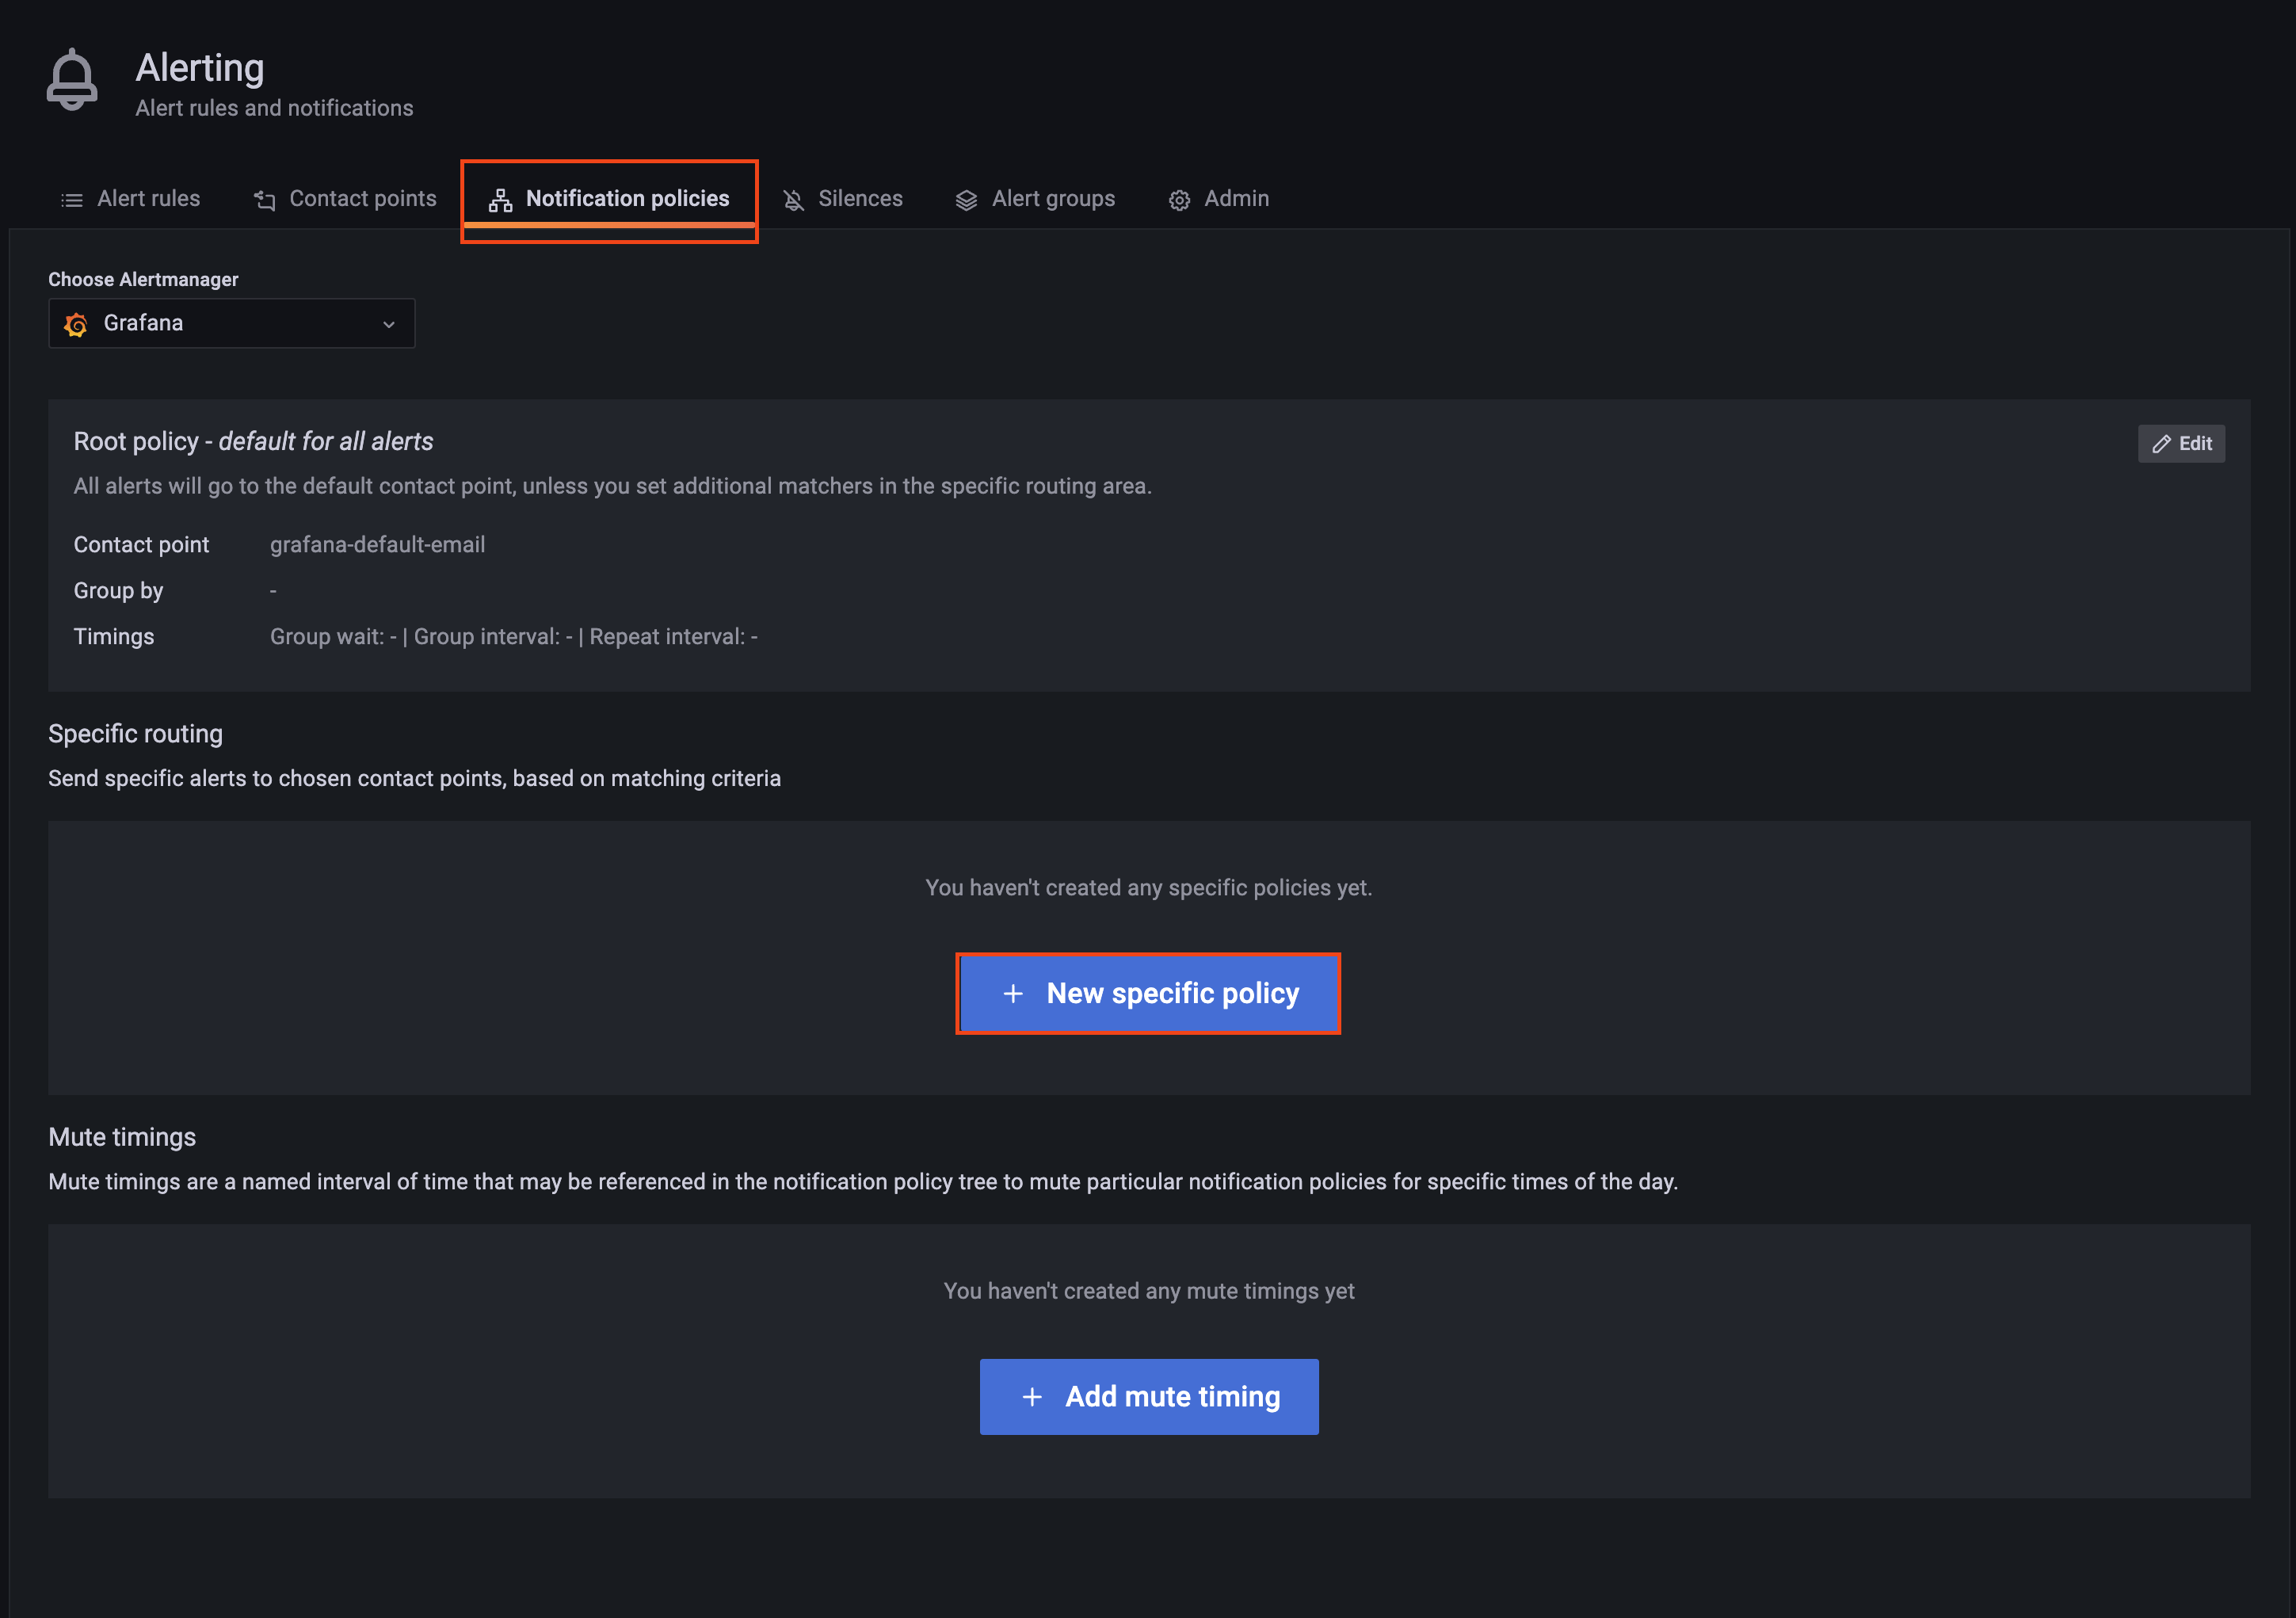 Alerting
Alert rules and notifications
Alert rules
Contact points
Notification policies
Silences
Alert groups
Admin
Choose Alertmanager
Grafana
Root policy - default for all alerts
Edit
All alerts will go to the default contact point, unless you set additional matchers in the specific routing area.
Contact point grafana-default-email
Group by -
Timings Group wait: - | Group interval: - | Repeat interval: -
Specific routing
Send specific alerts to chosen contact points, based on matching criteria
You haven't created any specific policies yet.
+ New specific policy
Mute timings
Mute timings are a named interval of time that may be referenced in the notification policy tree to mute particular notification policies for specific times of the day.
You haven't created any mute timings yet
+ Add mute timing